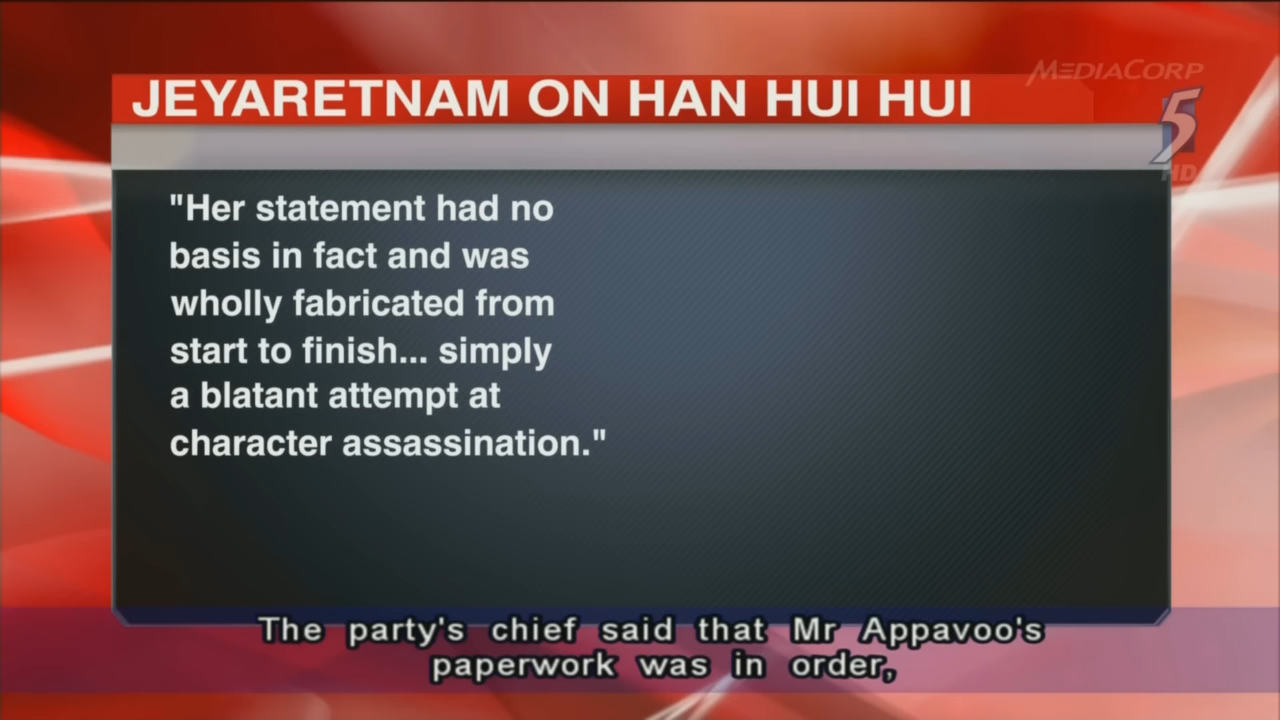 JEYARETNAM ON HAN HUI HUI
MEDIACORP
5
HD
"Her statement had no
basis in fact and was
wholly fabricated from
start to finish... simply
a blatant attempt at
character assassination."
The party's chief said that Mr Appavoo's
paperwork was in order,